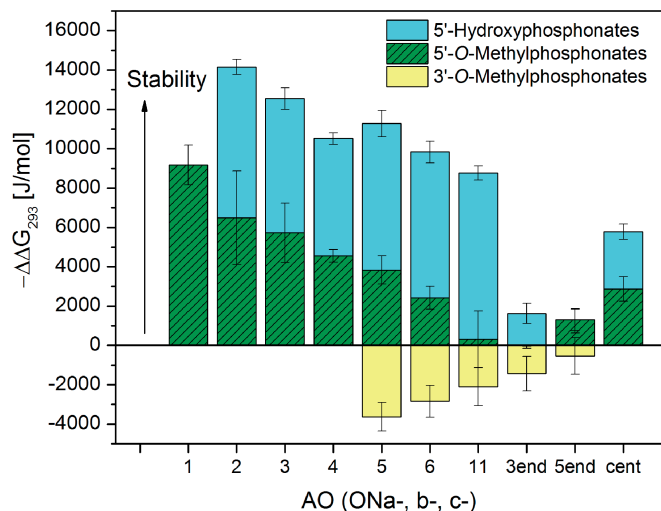 5'-Hydroxyphosphonates
5'-O-Methylphosphonates
3'-O-Methylphosphonates
Stability
−ΔΔG293 [J/mol]
16000
14000
12000
10000
8000
6000
4000
2000
0
-2000
-4000
1 2 3 4 5 6 11 3end 5end cent
AO (ONa-, b-, c-)